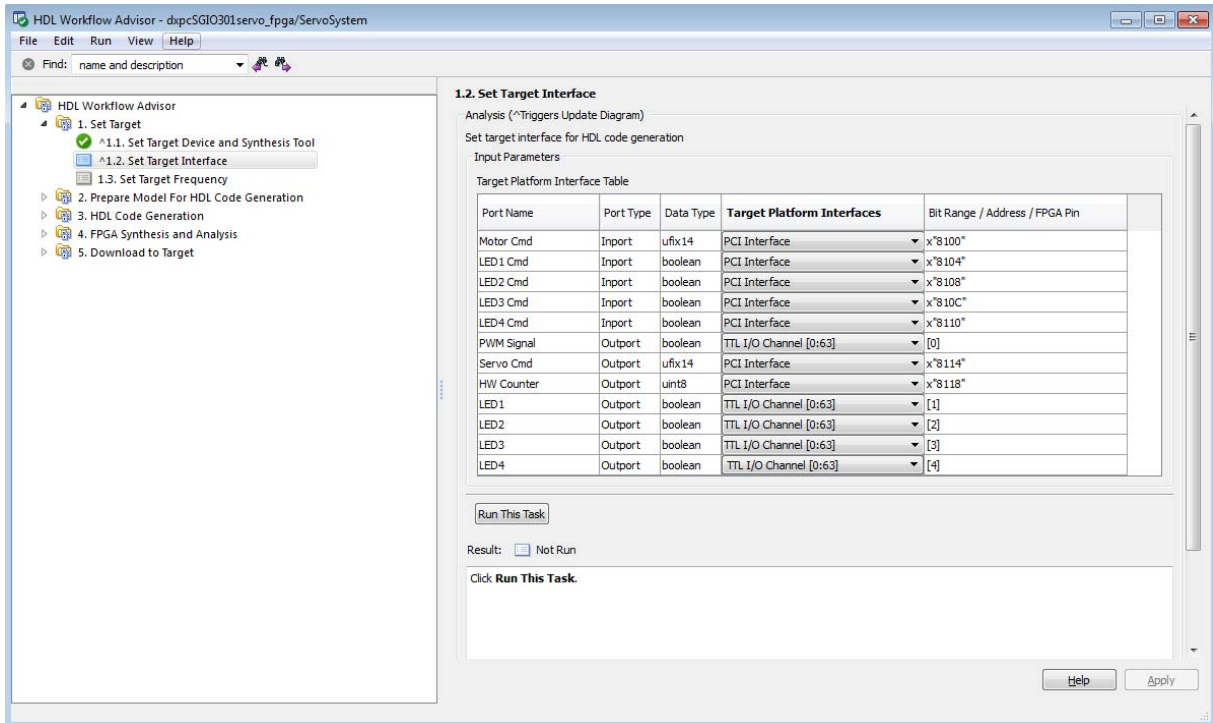 HDL Workflow Advisor - dxpcSGIO301servo_fpga/ServoSystem
File Edit Run View Help
Find: name and description
HDL Workflow Advisor
1. Set Target
^1.1. Set Target Device and Synthesis Tool
^1.2. Set Target Interface
1.3. Set Target Frequency
2. Prepare Model For HDL Code Generation
3. HDL Code Generation
4. FPGA Synthesis and Analysis
5. Download to Target
1.2. Set Target Interface
Analysis (^Triggers Update Diagram)
Set target interface for HDL code generation
Input Parameters
Target Platform Interface Table
Port Name Port Type Data Type Target Platform Interfaces Bit Range / Address / FPGA Pin
Motor Cmd Inport ufix14 PCI Interface x"8100"
LED1 Cmd Inport boolean PCI Interface x"8104"
LED2 Cmd Inport boolean PCI Interface x"8108"
LED3 Cmd Inport boolean PCI Interface x"810C"
LED4 Cmd Inport boolean PCI Interface x"8110"
PWM Signal Outport boolean TTL I/O Channel [0:63] [0]
Servo Cmd Outport ufix14 PCI Interface x"8114"
HW Counter Outport uint8 PCI Interface x"8118"
LED1 Outport boolean TTL I/O Channel [0:63] [1]
LED2 Outport boolean TTL I/O Channel [0:63] [2]
LED3 Outport boolean TTL I/O Channel [0:63] [3]
LED4 Outport boolean TTL I/O Channel [0:63] [4]
Run This Task
Result: Not Run
Click Run This Task.
Help Apply